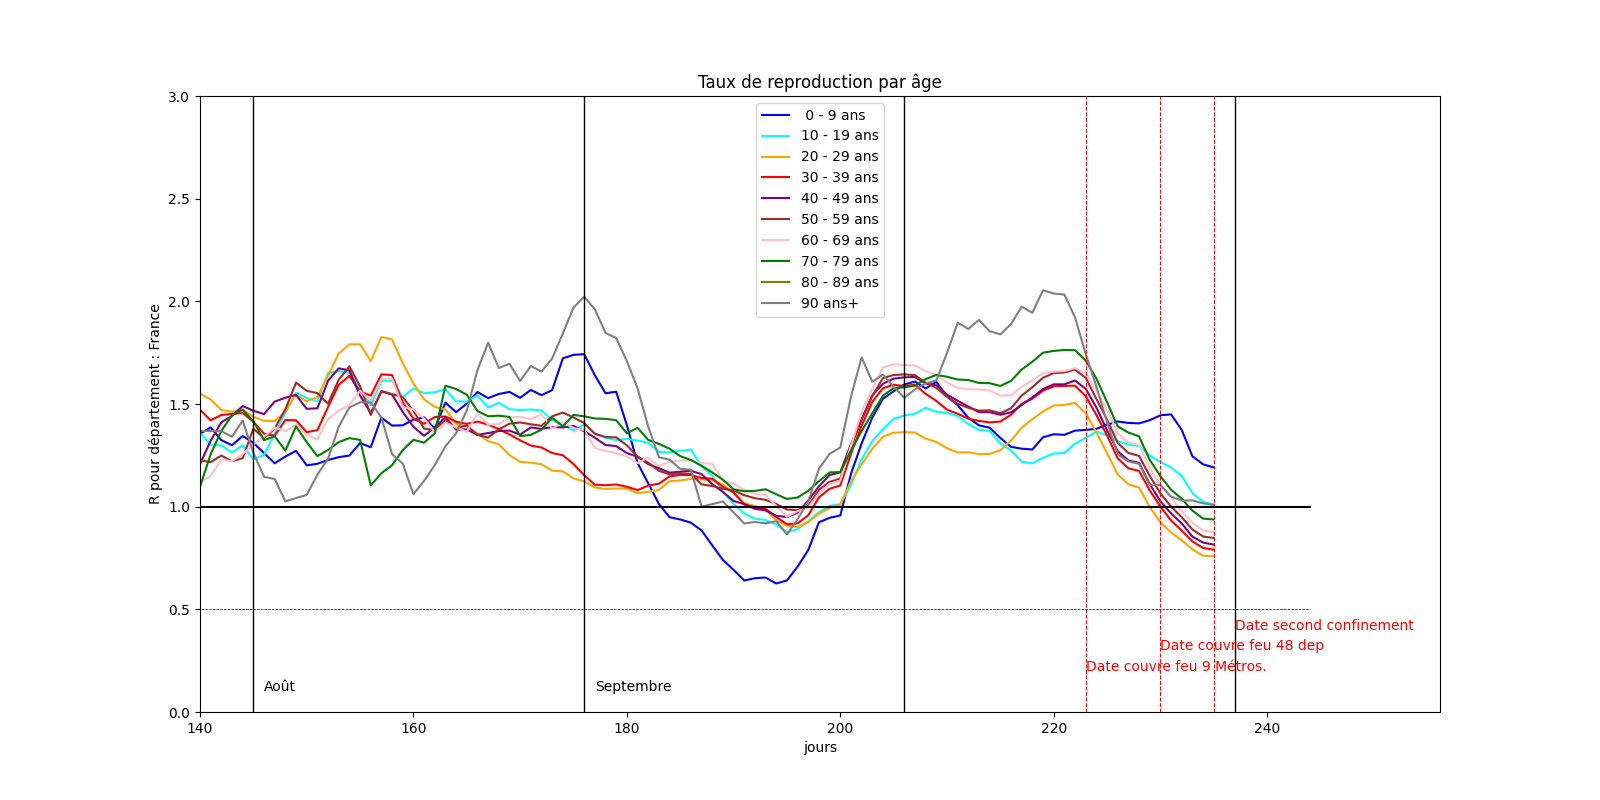 Taux de reproduction par âge
R pour département : France
3.0
2.5
2.0
1.5
1.0
0.5
0.0
0 - 9 ans
10 - 19 ans
20 - 29 ans
30 - 39 ans
40 - 49 ans
50 - 59 ans
60 - 69 ans
70 - 79 ans
80 - 89 ans
90 ans+
Date second confinement
Date couvre feu 48 dep
Date couvre feu 9 Métros.
Août
Septembre
140
160
180
200
220
240
jours